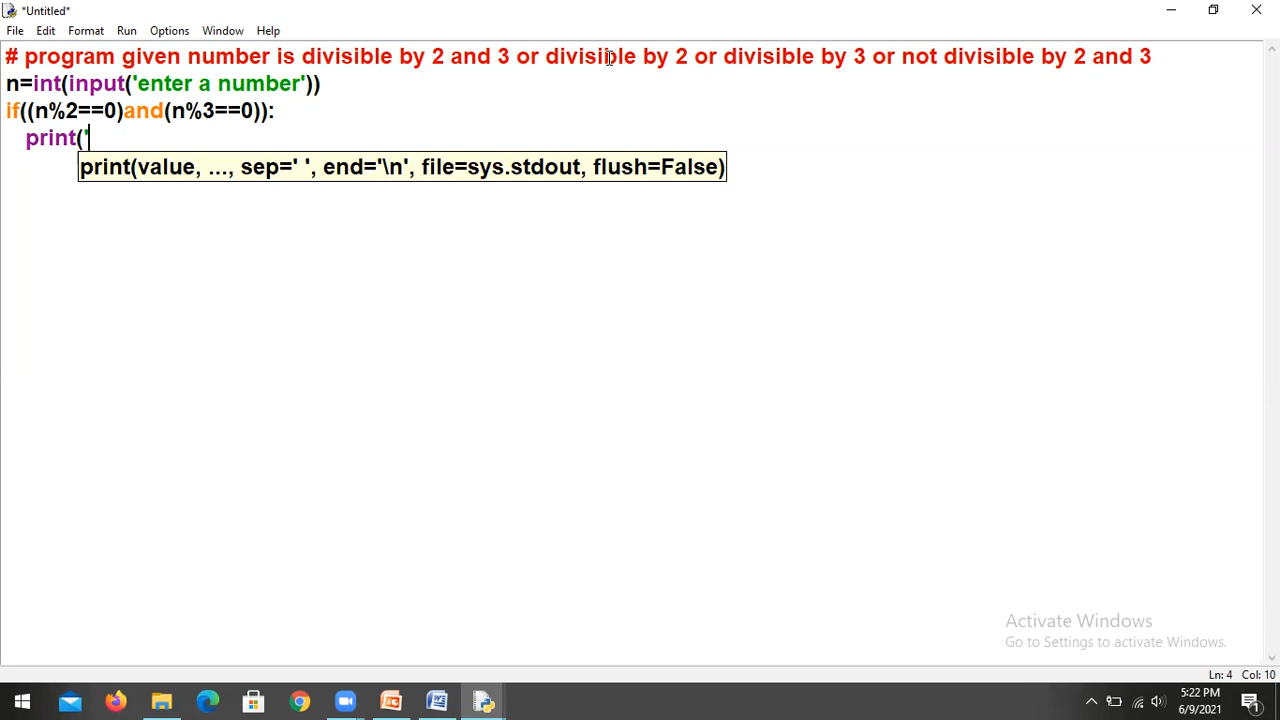 *Untitled*
File Edit Format Run Options Window Help
# program given number is divisible by 2 and 3 or divisiible by 2 or divisible by 3 or not divisible by 2 and 3
n=int(input('enter a number'))
if((n%2==0)and(n%3==0)):
print('
print(value, ..., sep=' ', end='\n', file=sys.stdout, flush=False)
Activate Windows
Go to Settings to activate Windows.
Ln: 4 Col: 10
5:22 PM
6/9/2021
1